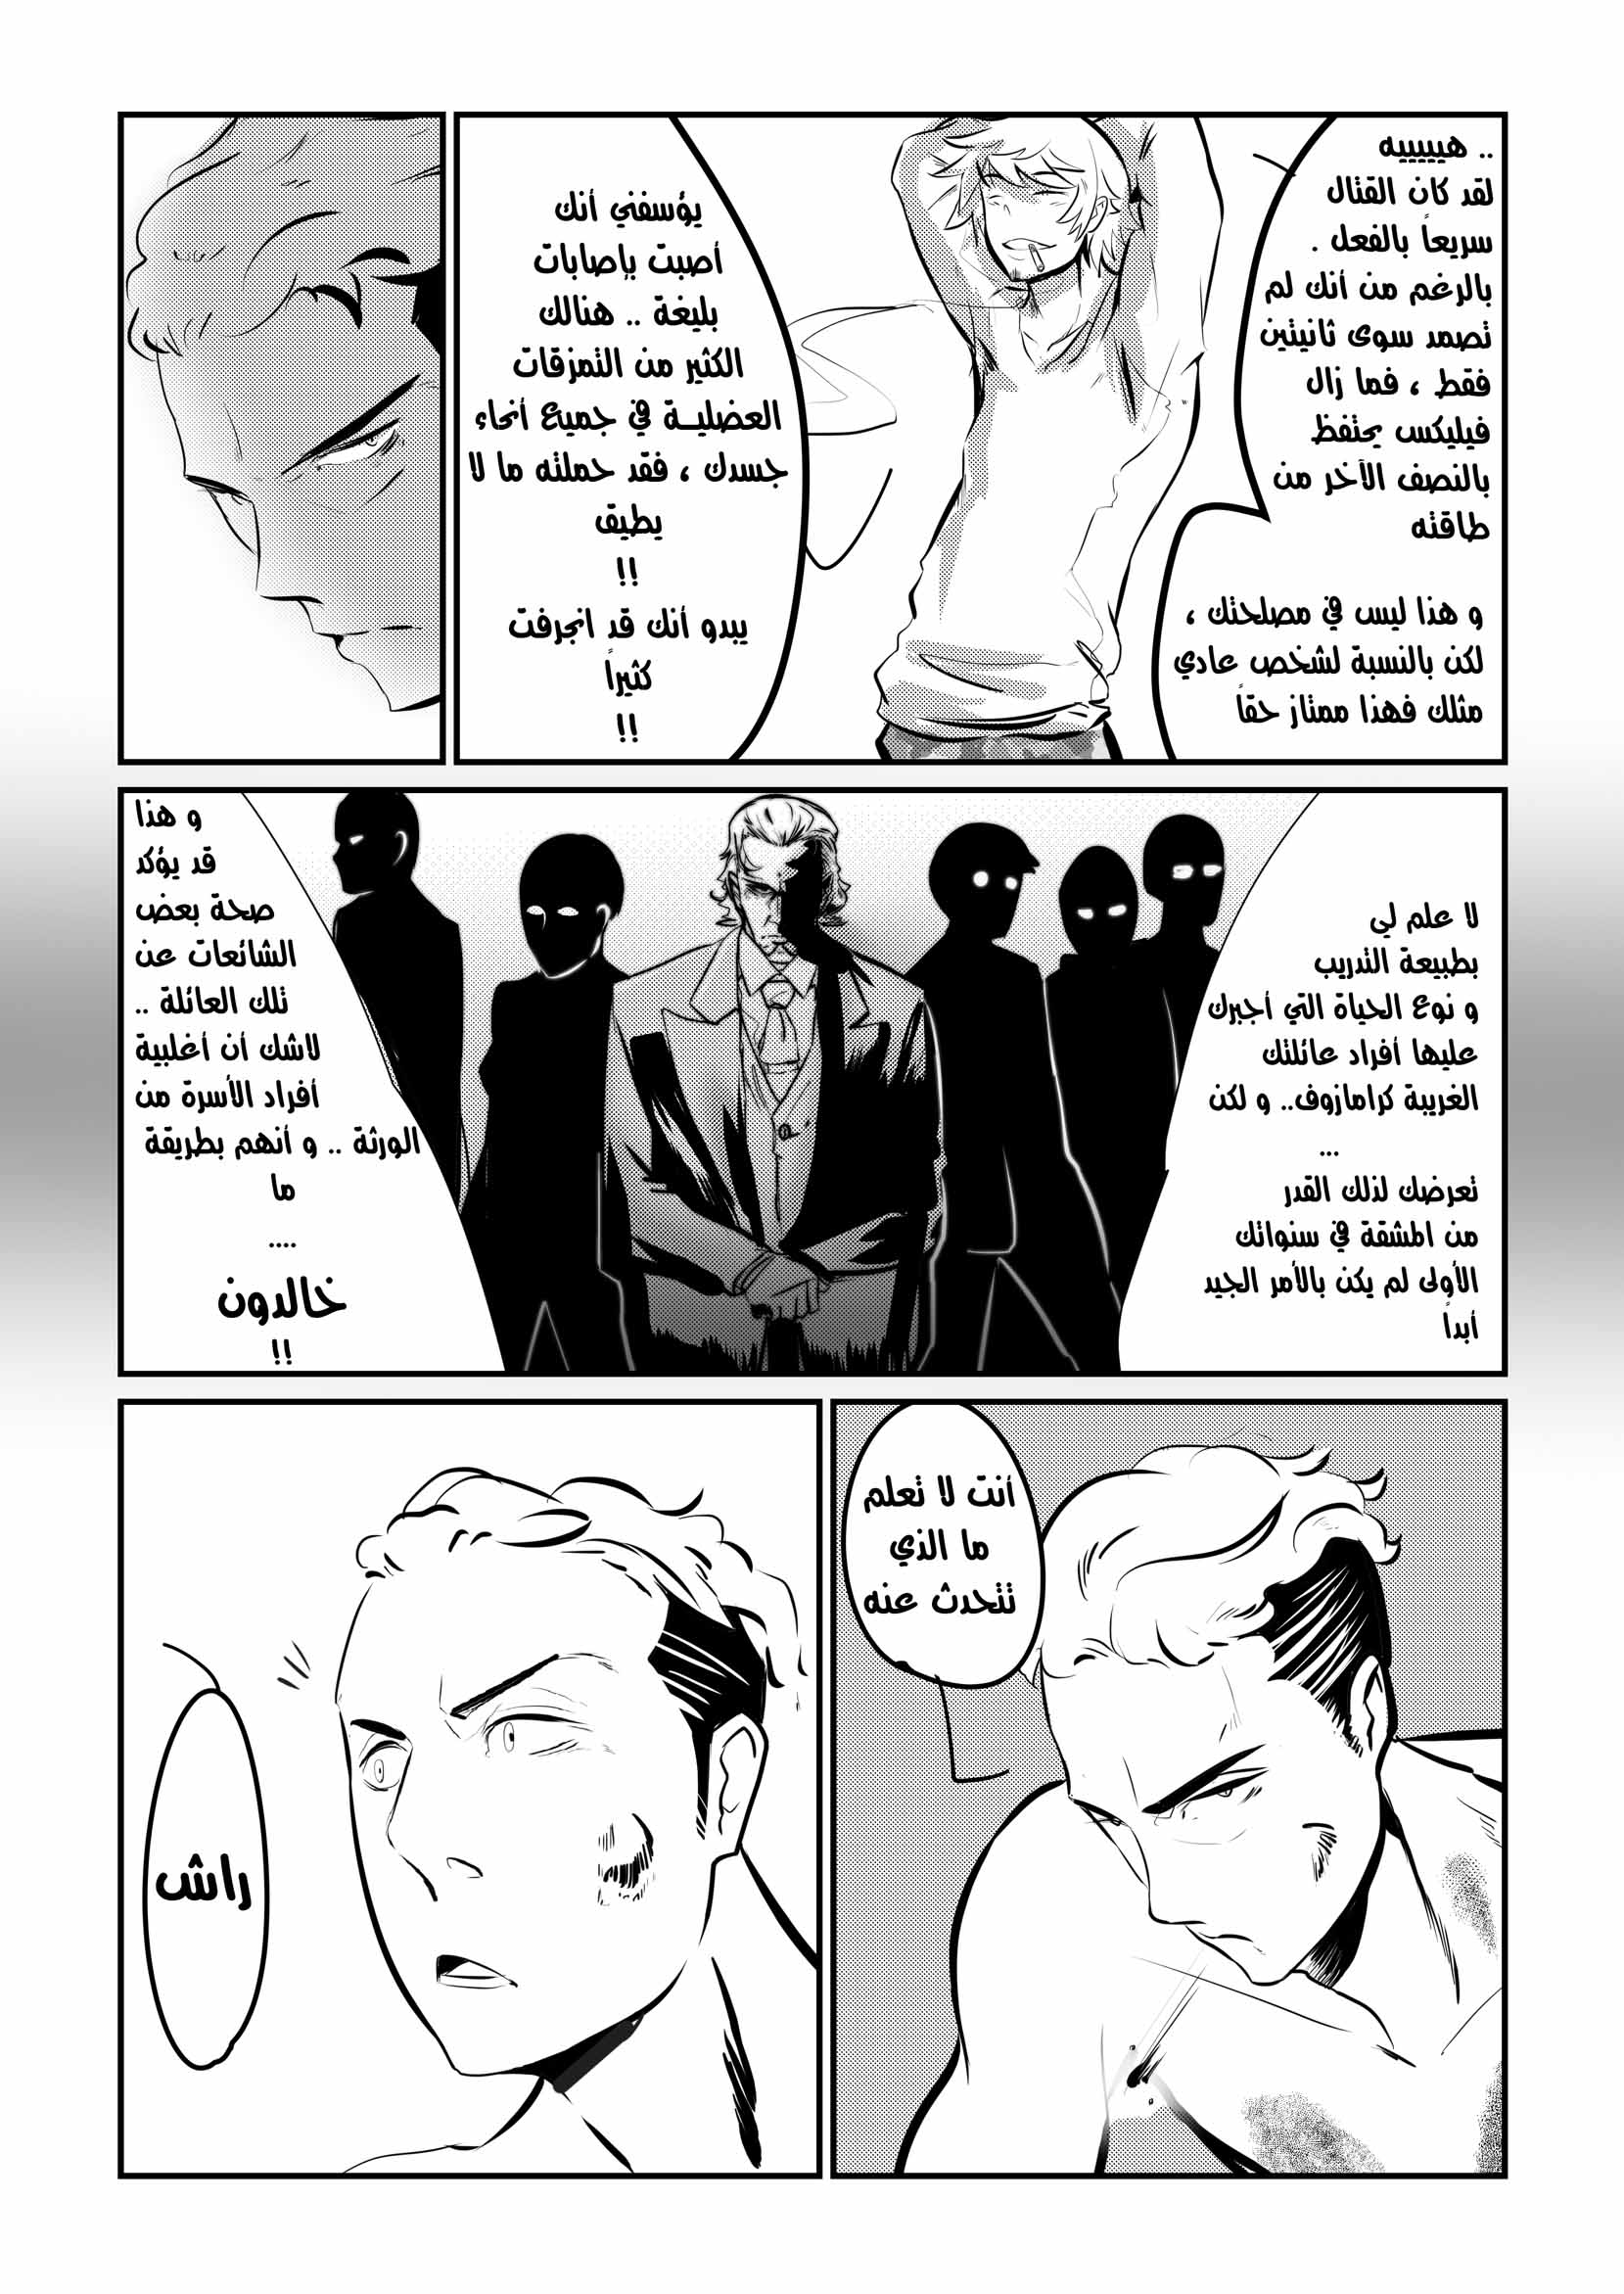 .. هييييه
لقد كان القتال
سريعاً بالفعل .
بالرغم من أنك لم
تصمد سوى ثانيتين
فقط ، فما زال
فيليكس يحتفظ
بالنصف الآخر من
طاقته
و هذا ليس في مصلحتك ،
لكن بالنسبة لشخص عادي
مثلك فهذا ممتاز حقاً
يؤسفني أنك
أصبت بإصابات
بليغة .. هنالك
الكثير من التمزقات
العضليــة في جميع أنحاء
جسدك ، فقد حملته ما لا
يطيق
!!
يبدو أنك قد انجرفت
كثيراً
!!
لا علم لي
بطبيعة التدريب
و نوع الحياة التي أجبرك
عليها أفراد عائلتك
الغريبة كرامازوف.. و لكن
...
تعرضك لذلك القدر
من المشقة في سنواتك
الأولى لم يكن بالأمر الجيد
أبداً
و هذا
قد يؤكد
صحة بعض
الشائعات عن
تلك العائلة ..
لاشك أن أغلبية
أفراد الأسرة من
الورثة .. و أنهم بطريقة
ما
....
خالدون
!!
أنت لا تعلم
ما الذي
تتحدث عنه
راش